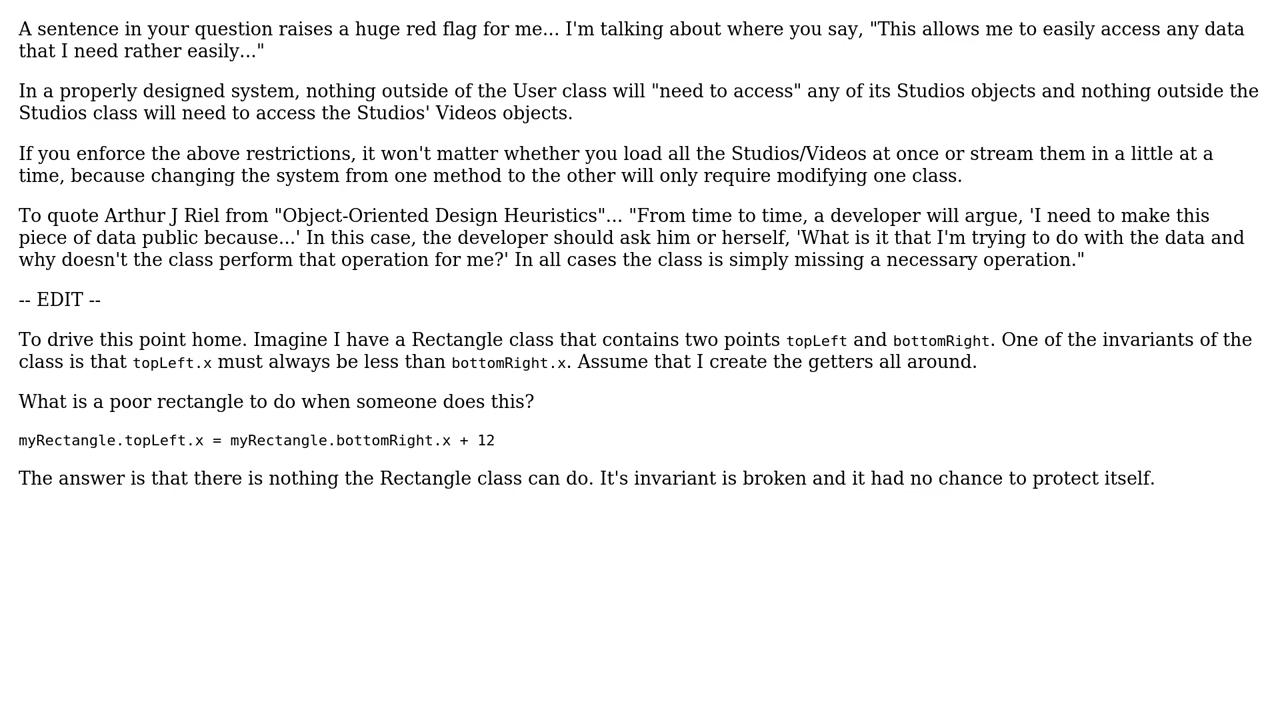 A sentence in your question raises a huge red flag for me... I'm talking about where you say, "This allows me to easily access any data
that I need rather easily..."
In a properly designed system, nothing outside of the User class will "need to access" any of its Studios objects and nothing outside the
Studios class will need to access the Studios' Videos objects.
If you enforce the above restrictions, it won't matter whether you load all the Studios/Videos at once or stream them in a little at a
time, because changing the system from one method to the other will only require modifying one class.
To quote Arthur J Riel from "Object-Oriented Design Heuristics"... "From time to time, a developer will argue, 'I need to make this
piece of data public because...' In this case, the developer should ask him or herself, 'What is it that I'm trying to do with the data and
why doesn't the class perform that operation for me?' In all cases the class is simply missing a necessary operation."
-- EDIT --
To drive this point home. Imagine I have a Rectangle class that contains two points topLeft and bottomRight. One of the invariants of the
class is that topLeft.x must always be less than bottomRight.x. Assume that I create the getters all around.
What is a poor rectangle to do when someone does this?
myRectangle.topLeft.x = myRectangle.bottomRight.x + 12
The answer is that there is nothing the Rectangle class can do. It's invariant is broken and it had no chance to protect itself.